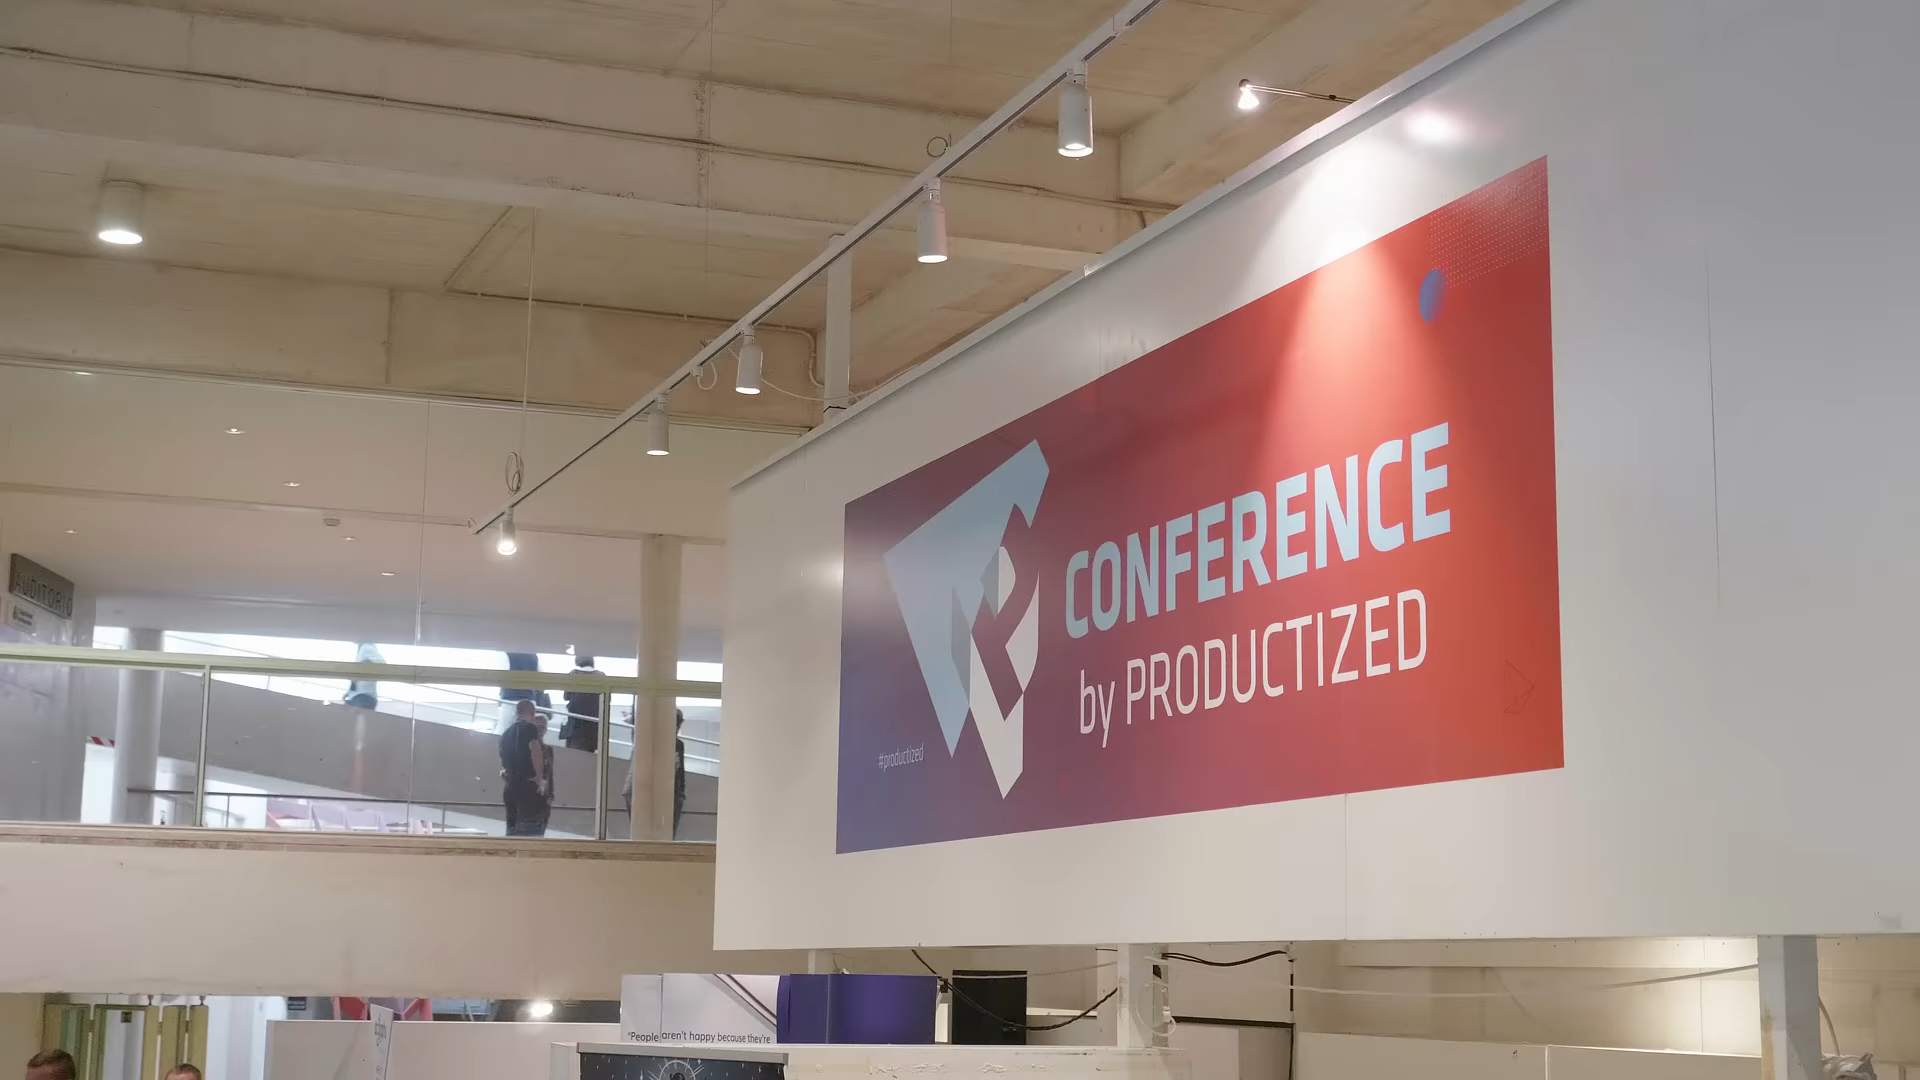 AUDITORIO
CONFERENCE
by PRODUCTIZED
#productized
"People aren't happy because they're